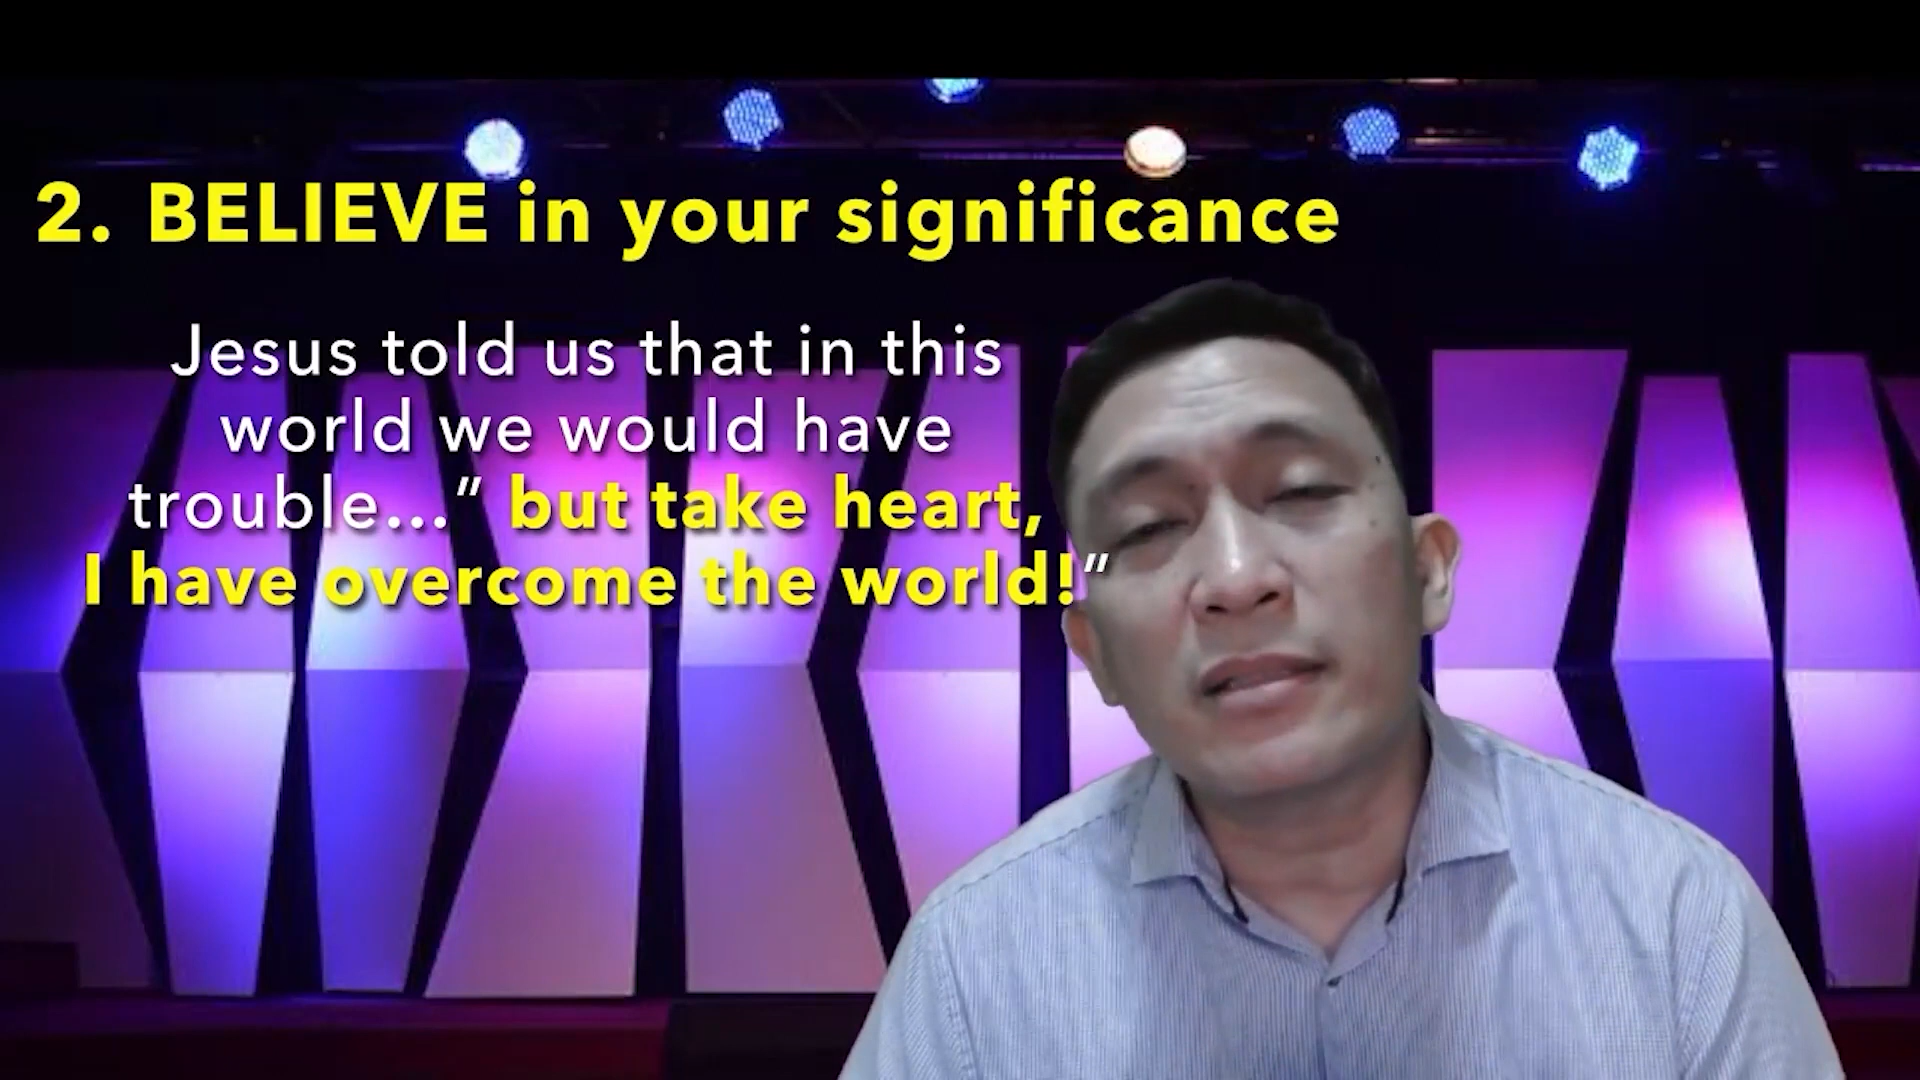 2. BELIEVE in your significance
Jesus told us that in this
world we would have
trouble...” but take heart,
I have overcome the world!“